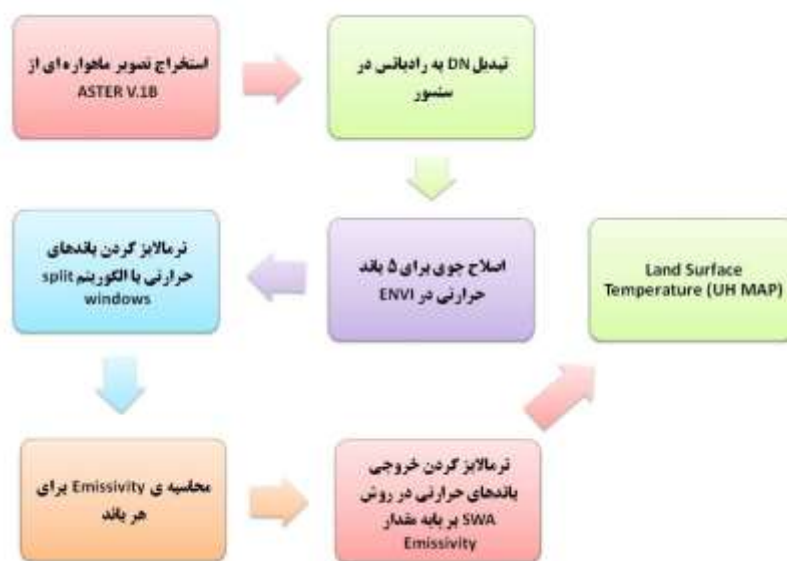 استخراج تصویر ماهواره ای از
ASTER V.1B
تبدیل DN به رادیانس در
سنسور
اصلاح جوی برای ۵ باند
حرارتی در ENVI
نرمالایز کردن باندهای
حرارتی با الگوریتم split
windows
محاسبه ی Emissivity برای
هر باند
نرمالایز کردن خروجی
باندهای حرارتی در روش
SWA بر پایه مقدار
Emissivity
Land Surface
Temperature (UH MAP)